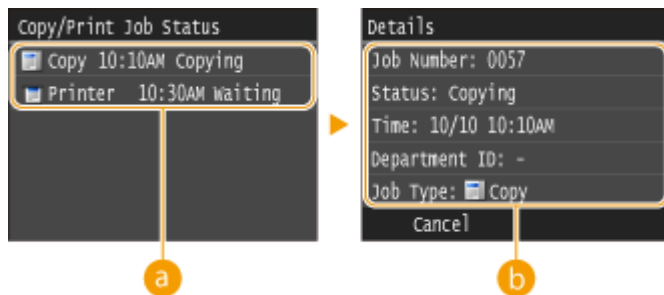 Copy/Print Job Status
Copy 10:10AM Copying
Printer 10:30AM Waiting
a
Details
Job Number: 0057
Status: Copying
Time: 10/10 10:10AM
Department ID: -
Job Type: Copy
Cancel
b